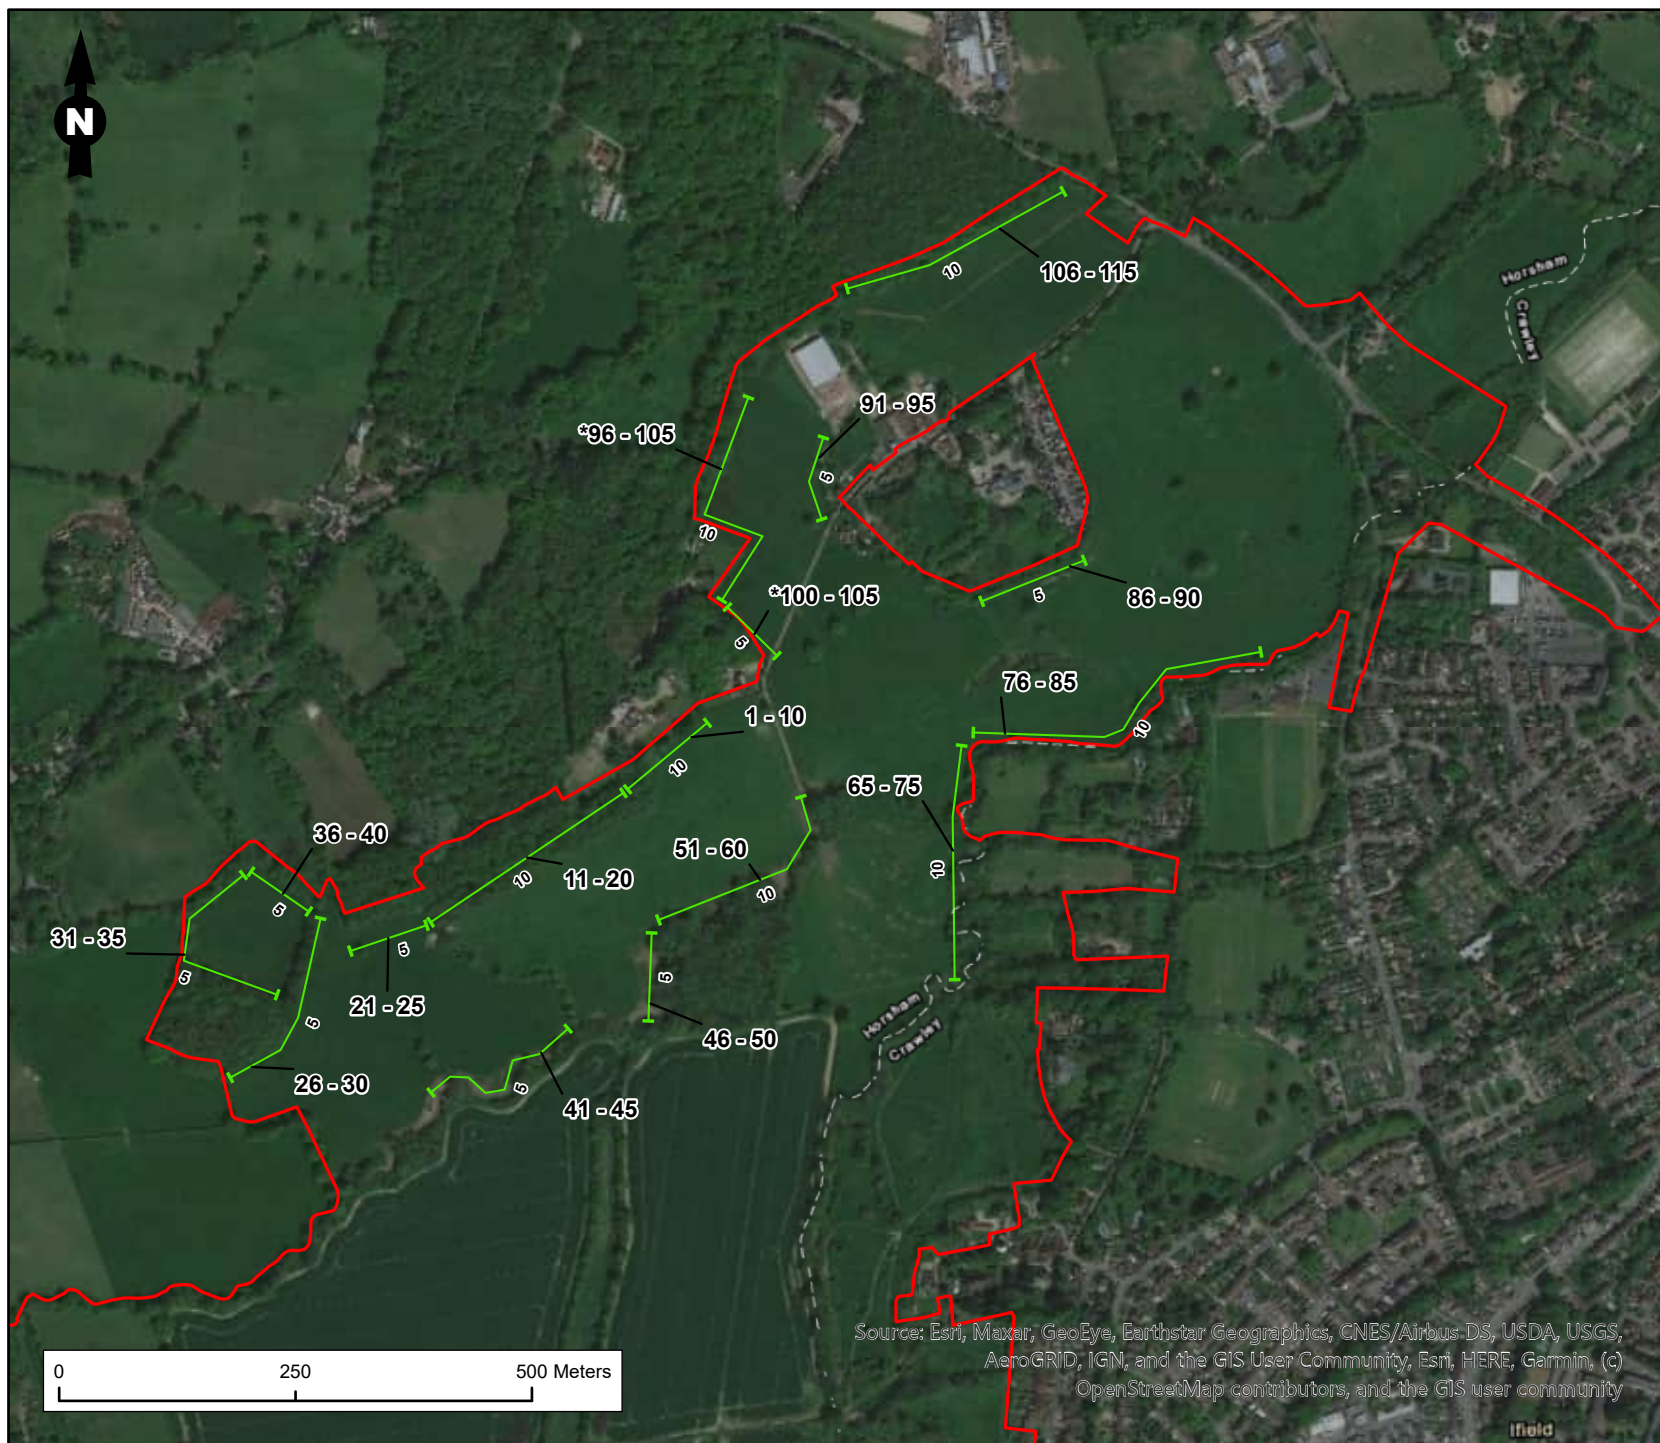 N
Horsham
Crawley
106 - 115
10
91 - 95
5
*96 - 105
10
*100 - 105
5
86 - 90
5
76 - 85
10
1 - 10
10
65 - 75
10
36 - 40
5
51 - 60
10
11 - 20
10
31 - 35
5
21 - 25
5
5
46 - 50
5
26 - 30
41 - 45
5
Horsham
Crawley
Source: Esri, Maxar, GeoEye, Earthstar Geographics, CNES/Airbus DS, USDA, USGS,
AeroGRID, IGN, and the GIS User Community, Esri, HERE, Garmin, (c)
OpenStreetMap contributors, and the GIS user community
0 250 500 Meters
Ifield